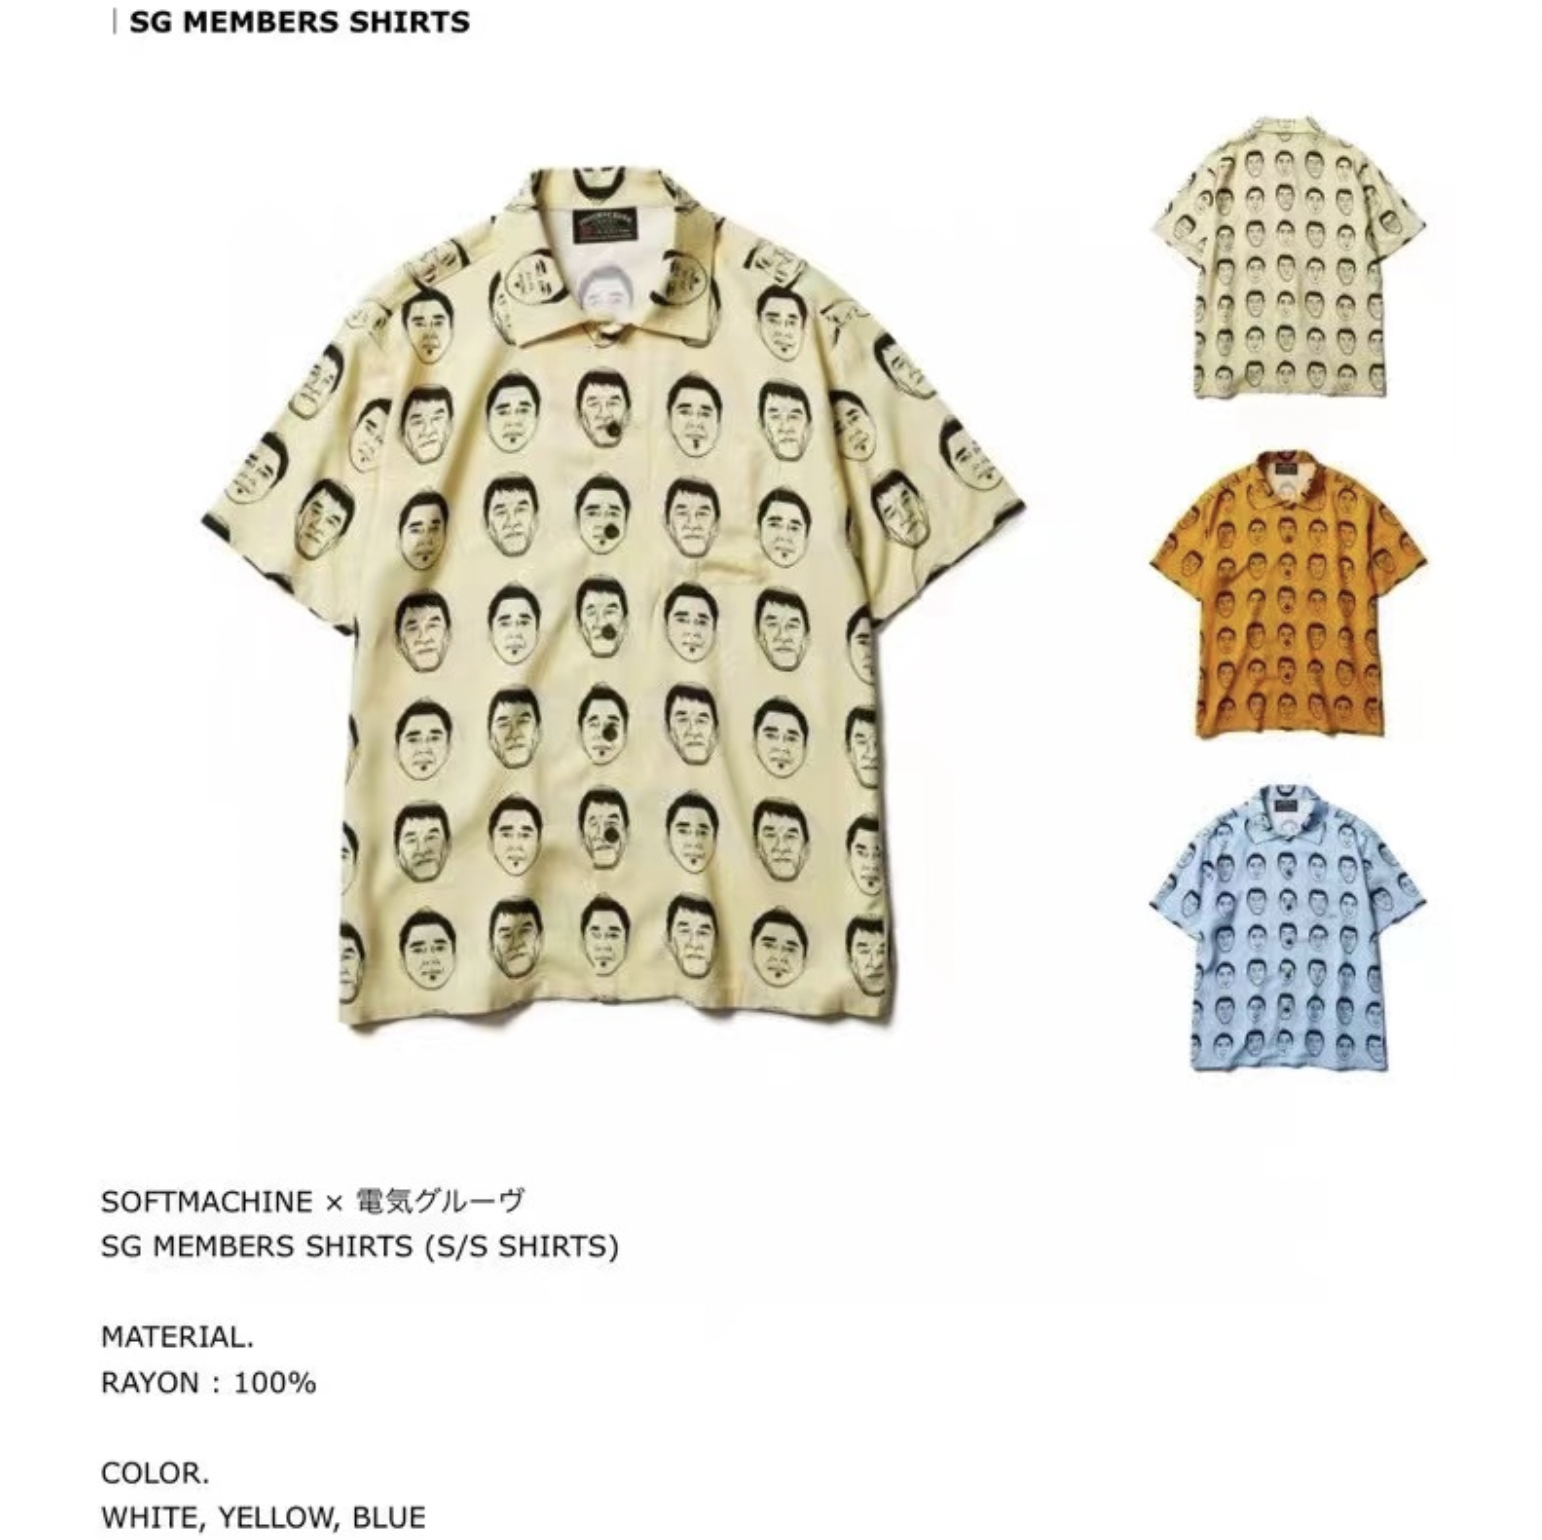 SG MEMBERS SHIRTS
SOFTMACHINE × 電気グルーヴ
SG MEMBERS SHIRTS (S/S SHIRTS)
MATERIAL.
RAYON : 100%
COLOR.
WHITE, YELLOW, BLUE